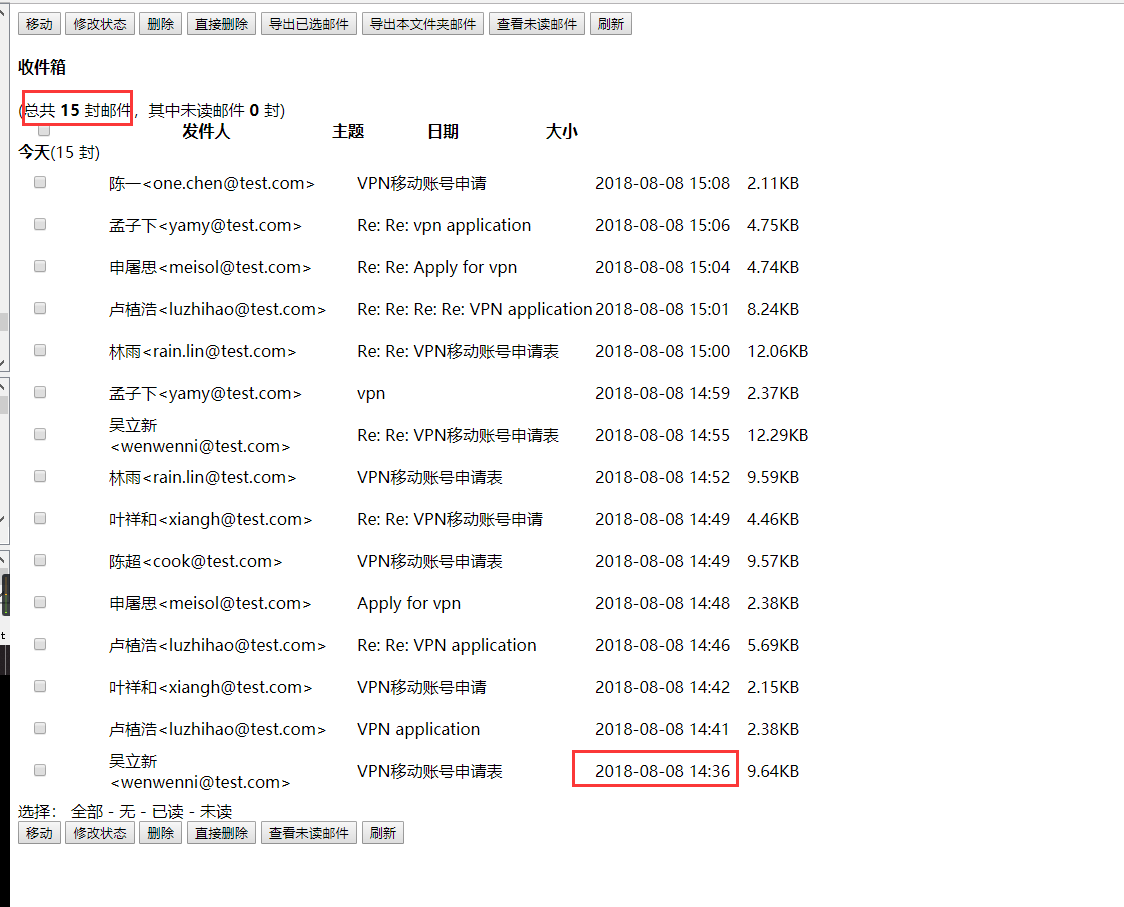 移动 修改状态 删除 直接删除 导出已选邮件 导出本文件夹邮件 查看未读邮件 刷新
收件箱
(总共 15 封邮件，其中未读邮件 0 封)
发件人 主题 日期 大小
今天(15 封)
陈一<one.chen@test.com> VPN移动账号申请 2018-08-08 15:08 2.11KB
孟子下<yamy@test.com> Re: Re: vpn application 2018-08-08 15:06 4.75KB
申屠思<meisol@test.com> Re: Re: Apply for vpn 2018-08-08 15:04 4.74KB
卢植浩<luzhihao@test.com> Re: Re: Re: Re: VPN application 2018-08-08 15:01 8.24KB
林雨<rain.lin@test.com> Re: Re: VPN移动账号申请表 2018-08-08 15:00 12.06KB
孟子下<yamy@test.com> vpn 2018-08-08 14:59 2.37KB
吴立新
<wenwenni@test.com> Re: Re: VPN移动账号申请表 2018-08-08 14:55 12.29KB
林雨<rain.lin@test.com> VPN移动账号申请表 2018-08-08 14:52 9.59KB
叶祥和<xiangh@test.com> Re: Re: VPN移动账号申请 2018-08-08 14:49 4.46KB
陈超<cook@test.com> VPN移动账号申请表 2018-08-08 14:49 9.57KB
申屠思<meisol@test.com> Apply for vpn 2018-08-08 14:48 2.38KB
卢植浩<luzhihao@test.com> Re: Re: VPN application 2018-08-08 14:46 5.69KB
叶祥和<xiangh@test.com> VPN移动账号申请 2018-08-08 14:42 2.15KB
卢植浩<luzhihao@test.com> VPN application 2018-08-08 14:41 2.38KB
吴立新
<wenwenni@test.com> VPN移动账号申请表 2018-08-08 14:36 9.64KB
选择： 全部 - 无 - 已读 - 未读
移动 修改状态 删除 直接删除 查看未读邮件 刷新